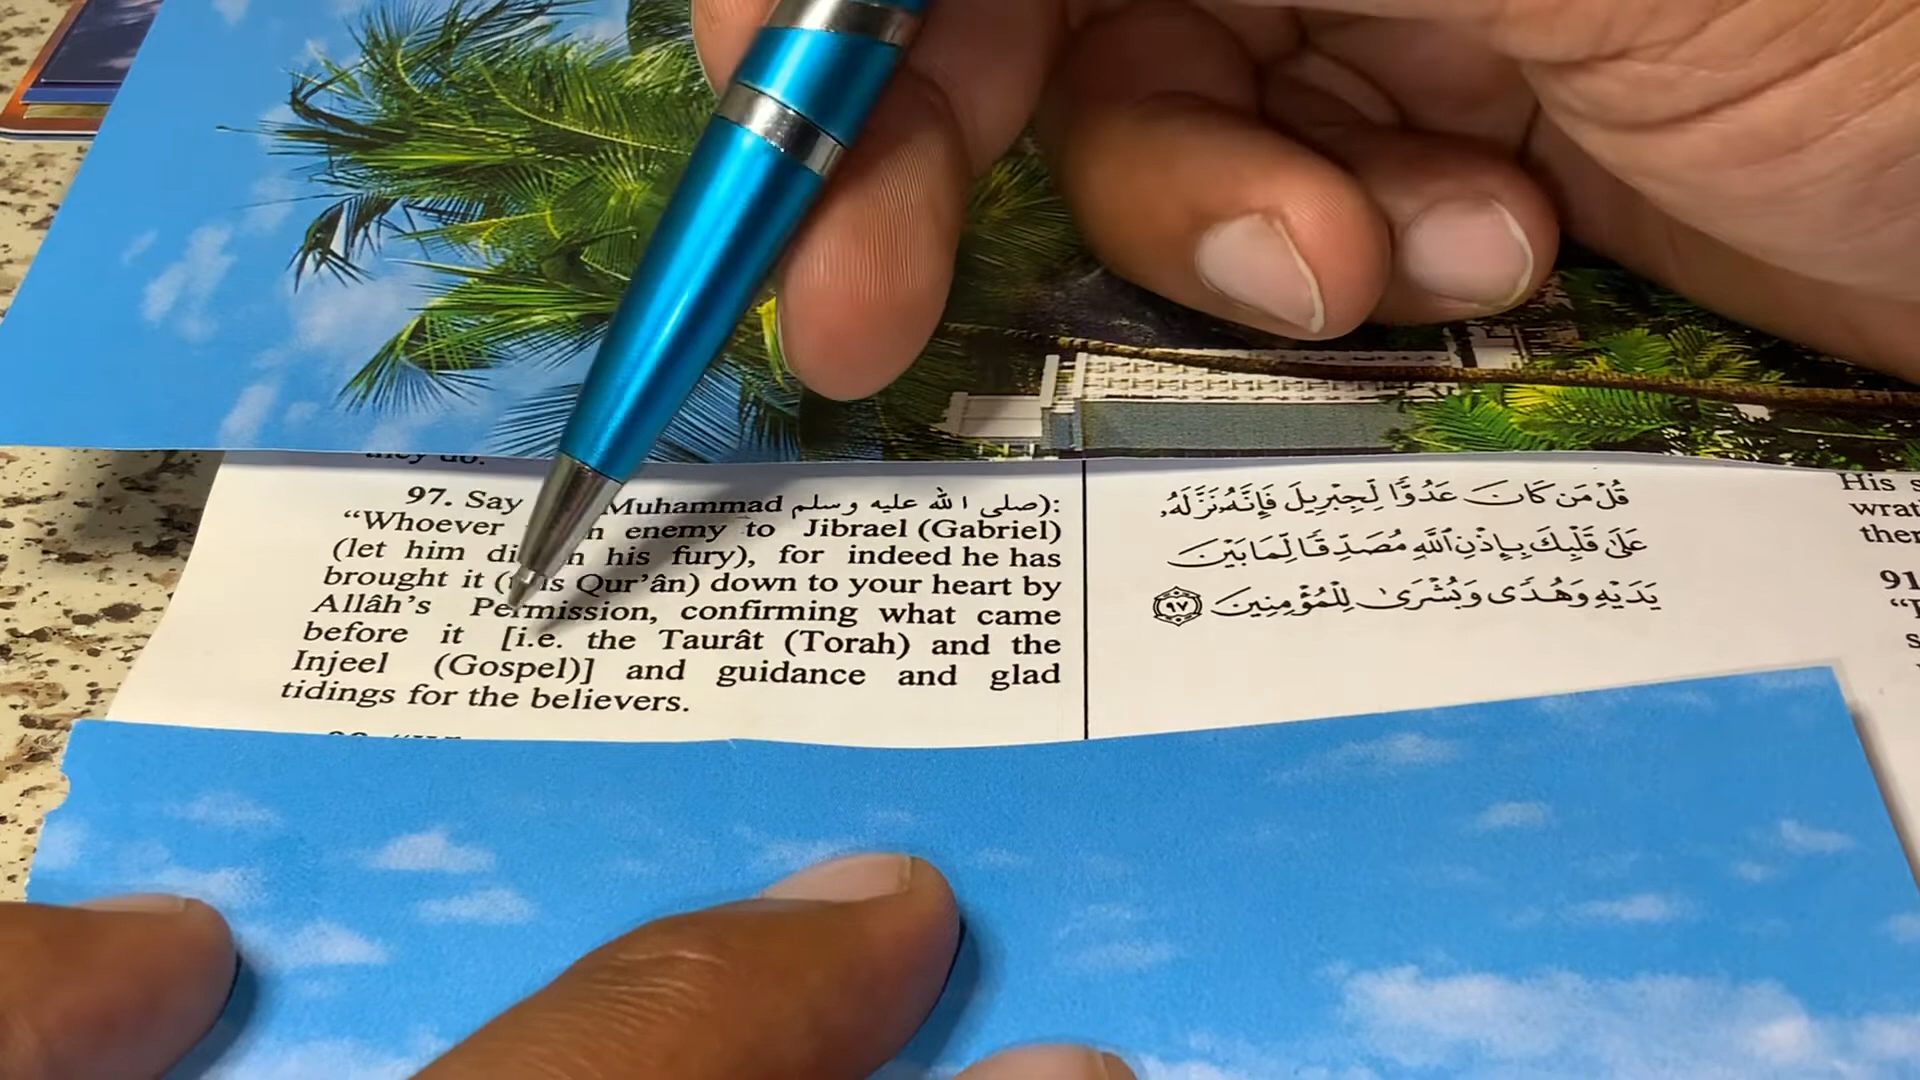 they do.
97. Say Muhammad صلى الله عليه وسلم):
“Whoever enemy to Jibrael (Gabriel)
(let him his fury), for indeed he has
brought it Qur’ân) down to your heart by
Allâh’s Permission, confirming what came
before it [i.e. the Taurât (Torah) and the
Injeel (Gospel)] and guidance and glad
tidings for the believers.
قُلْ مَن كَانَ عَدُوًّا لِّجِبْرِيلَ فَإِنَّهُۥ نَزَّلَهُۥ
عَلَىٰ قَلْبِكَ بِإِذْنِ ٱللَّهِ مُصَدِّقًا لِّمَا بَيْنَ
يَدَيْهِ وَهُدًى وَبُشْرَىٰ لِلْمُؤْمِنِينَ ٩٧
His